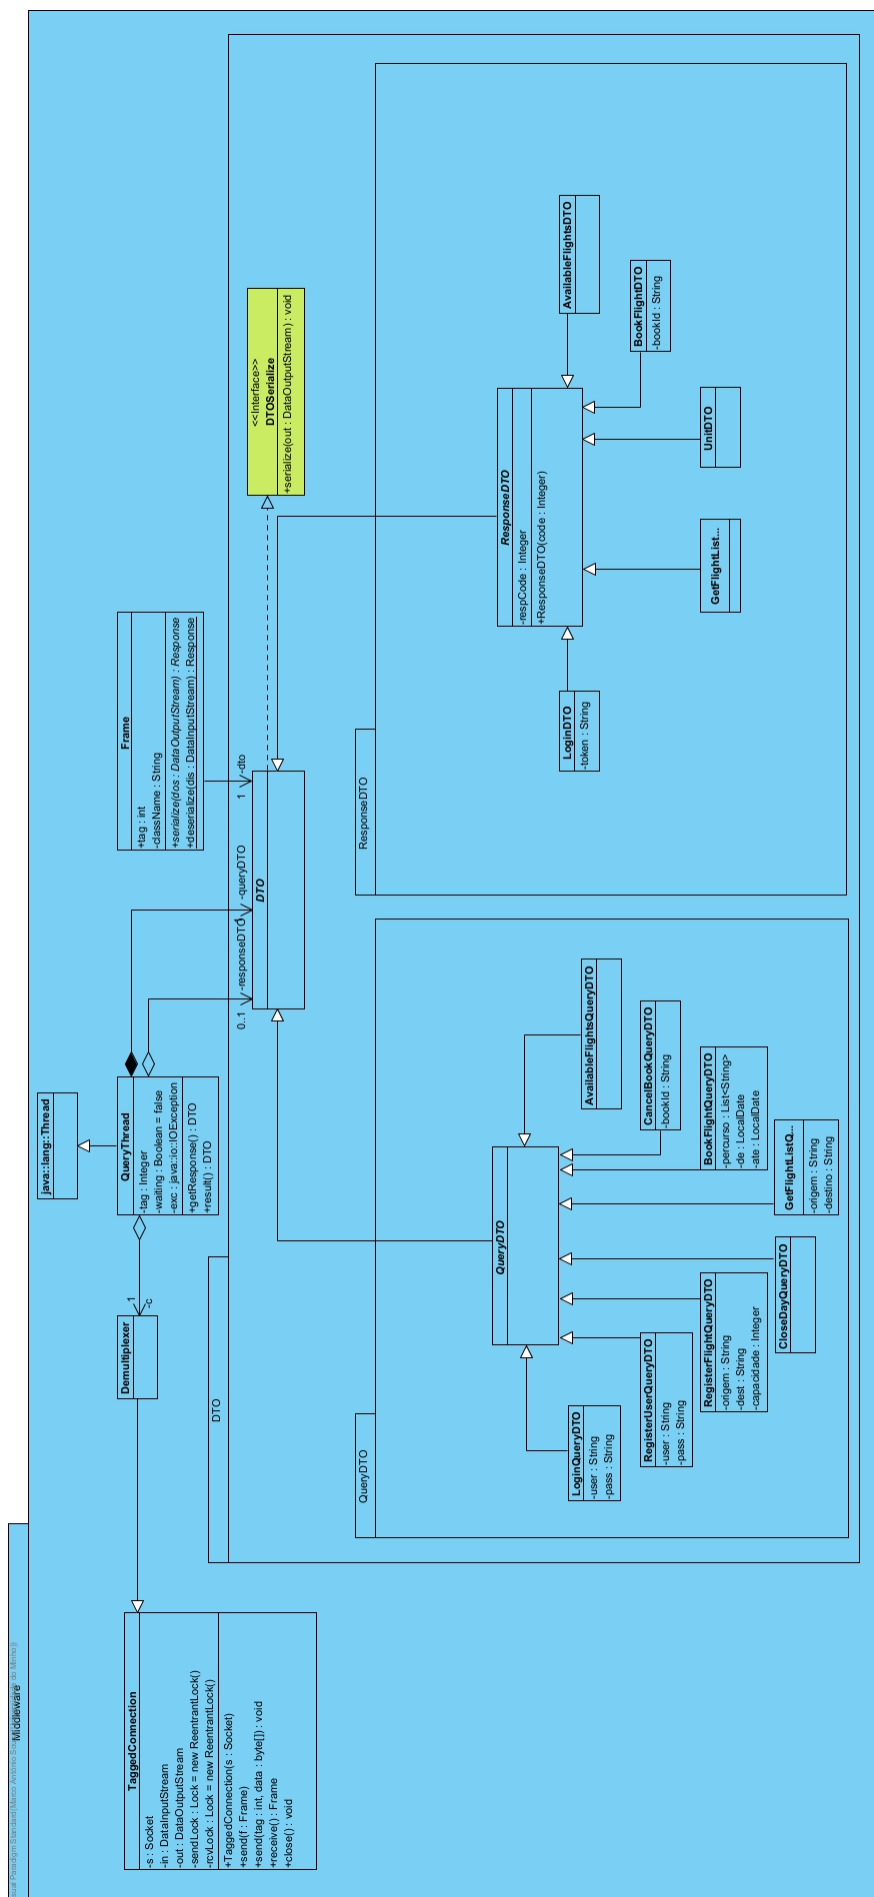 Middleware
TaggedConnection
-s : Socket
-in : DataInputStream
-out : DataOutputStream
-sendLock : Lock = new ReentrantLock()
-rcvLock : Lock = new ReentrantLock()
+TaggedConnection(s : Socket)
+send(f : Frame)
+send(tag : int, data : byte[]) : void
+receive() : Frame
+close() : void
Demultiplexer
1
-c
java::lang::Thread
QueryThread
-tag : Integer
-waiting : Boolean = false
-exc : java::io::IOException
+getResponse() : DTO
+result() : DTO
Frame
+tag : int
-className : String
+serialize(dos : DataOutputStream) : Response
+deserialize(dis : DataInputStream) : Response
DTO
0..1
-responseDTO
-queryDTO
1
-dto
DTO
<<Interface>>
DTOSerialize
+serialize(out : DataOutputStream) : void
QueryDTO
QueryDTO
LoginQueryDTO
-user : String
-pass : String
RegisterUserQueryDTO
-user : String
-pass : String
RegisterFlightQueryDTO
-origem : String
-dest : String
-capacidade : Integer
CloseDayQueryDTO
GetFlightListQ...
-origem : String
-destino : String
BookFlightQueryDTO
-percurso : List<String>
-de : LocalDate
-ate : LocalDate
CancelBookQueryDTO
-bookId : String
AvailableFlightsQueryDTO
ResponseDTO
ResponseDTO
-respCode : Integer
+ResponseDTO(code : Integer)
LoginDTO
-token : String
GetFlightList...
UnitDTO
BookFlightDTO
-bookId : String
AvailableFlightsDTO